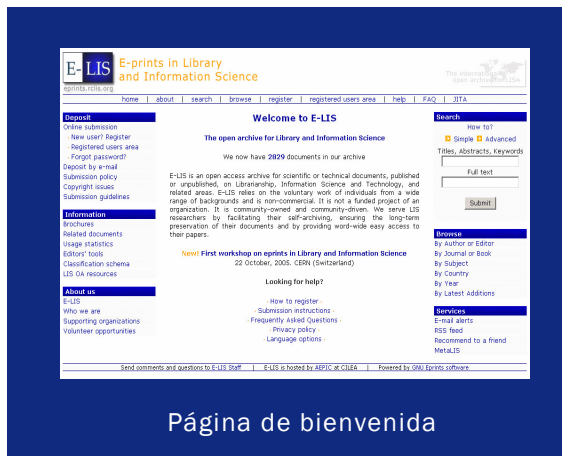 E-LIS
eprints.rclis.org
E-prints in Library
and Information Science
The international
open archive for LIS
home | about | search | browse | register | registered users area | help | FAQ | JITA
Deposit
Online submission
· New user? Register
· Registered users area
· Forgot password?
Deposit by e-mail
Submission policy
Copyright issues
Submission guidelines
Information
Brochures
Related documents
Usage statistics
Editors' tools
Classification schema
LIS OA resources
About us
E-LIS
Who we are
Supporting organizations
Volunteer opportunities
Welcome to E-LIS
The open archive for Library and Information Science
We now have 2829 documents in our archive
E-LIS is an open access archive for scientific or technical documents, published
or unpublished, on Librarianship, Information Science and Technology, and
related areas. E-LIS relies on the voluntary work of individuals from a wide
range of backgrounds and is non-commercial. It is not a funded project of an
organization. It is community-owned and community-driven. We serve LIS
researchers by facilitating their self-archiving, ensuring the long-term
preservation of their documents and by providing word-wide easy access to
their papers.
New! First workshop on eprints in Library and Information Science
22 October, 2005. CERN (Switzerland)
Looking for help?
· How to register ·
· Submission instructions ·
· Frequently Asked Questions ·
· Privacy policy ·
· Language options ·
Search
How to?
Simple Advanced
Titles, Abstracts, Keywords
Full text
Submit
Browse
By Author or Editor
By Journal or Book
By Subject
By Country
By Year
By Latest Additions
Services
E-mail alerts
RSS feed
Recommend to a friend
MetaLIS
Send comments and questions to E-LIS Staff | E-LIS is hosted by AEPIC at CILEA | Powered by GNU Eprints software
Página de bienvenida